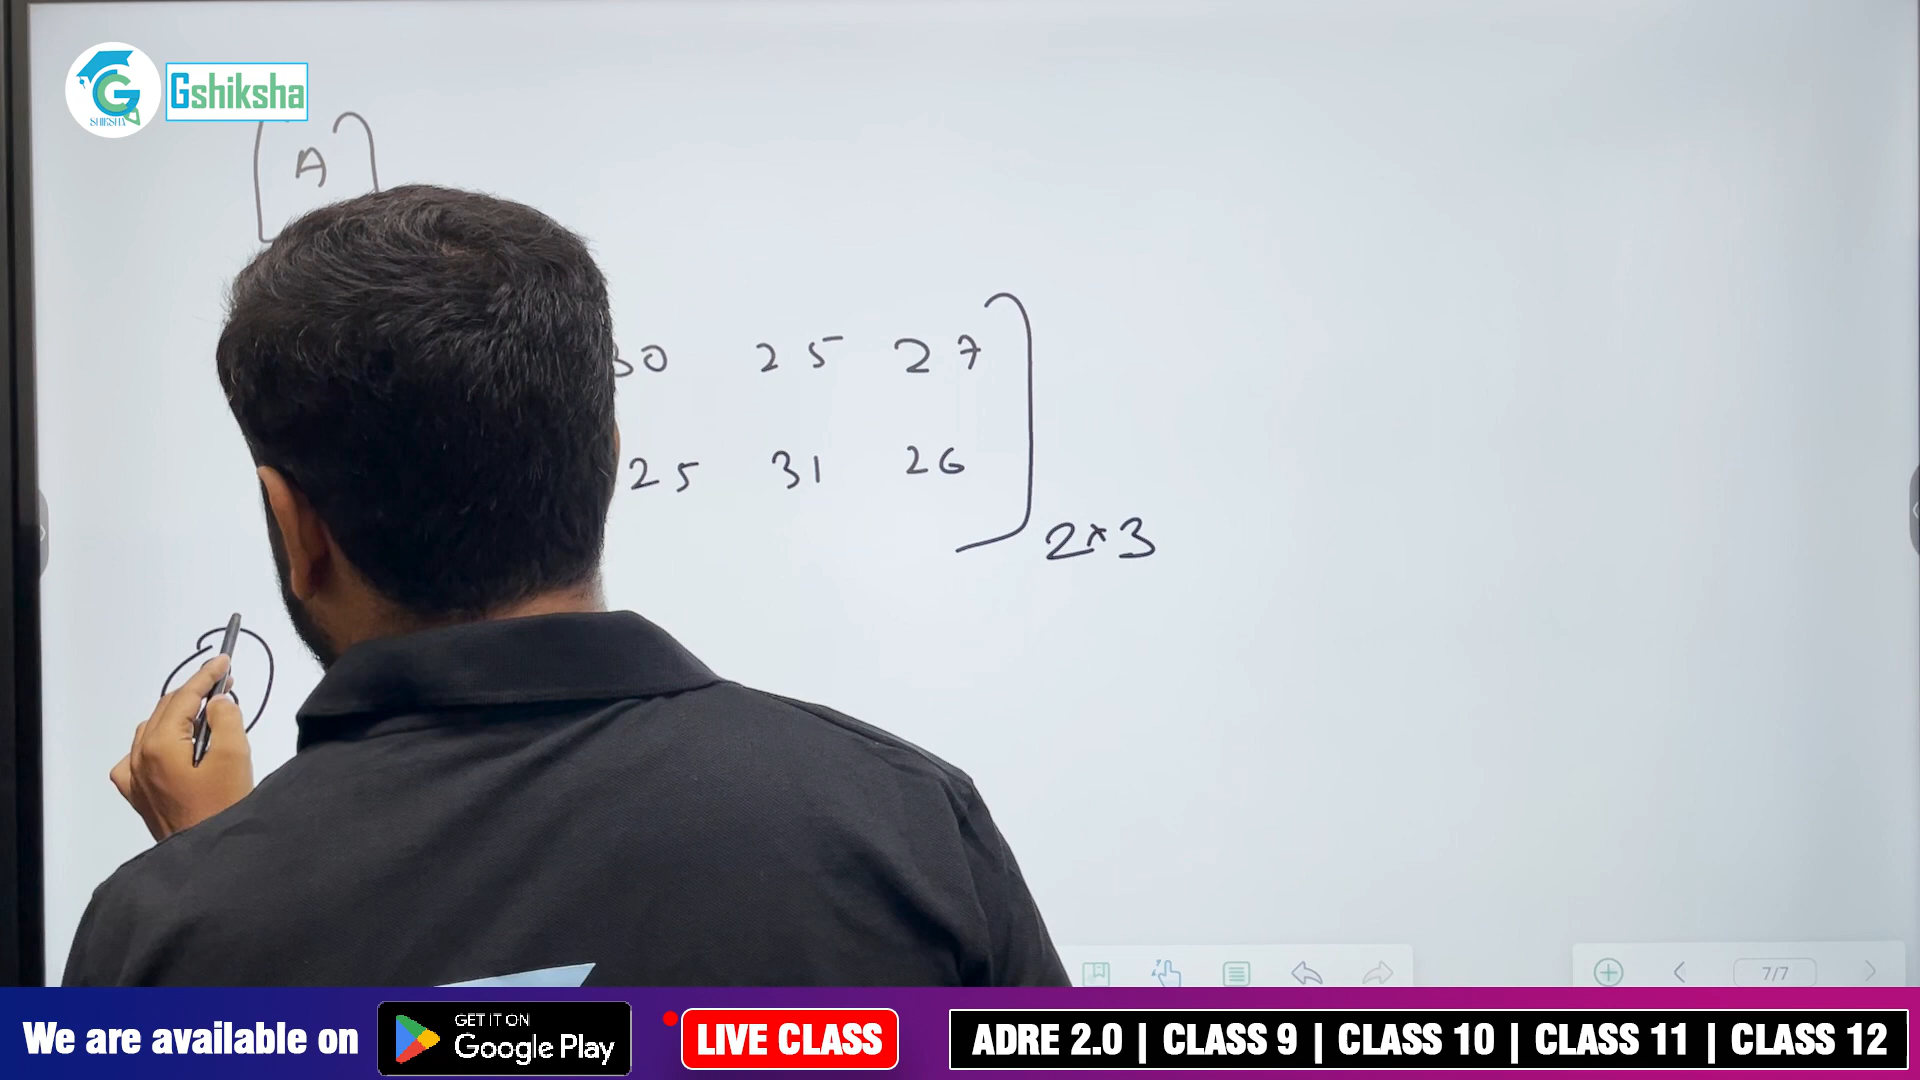 G
SHIKSHA
Gshiksha
A
30 25 27
25 31 26
2×3
7/7
We are available on
GET IT ON
Google Play
LIVE CLASS
ADRE 2.0 | CLASS 9 | CLASS 10 | CLASS 11 | CLASS 12